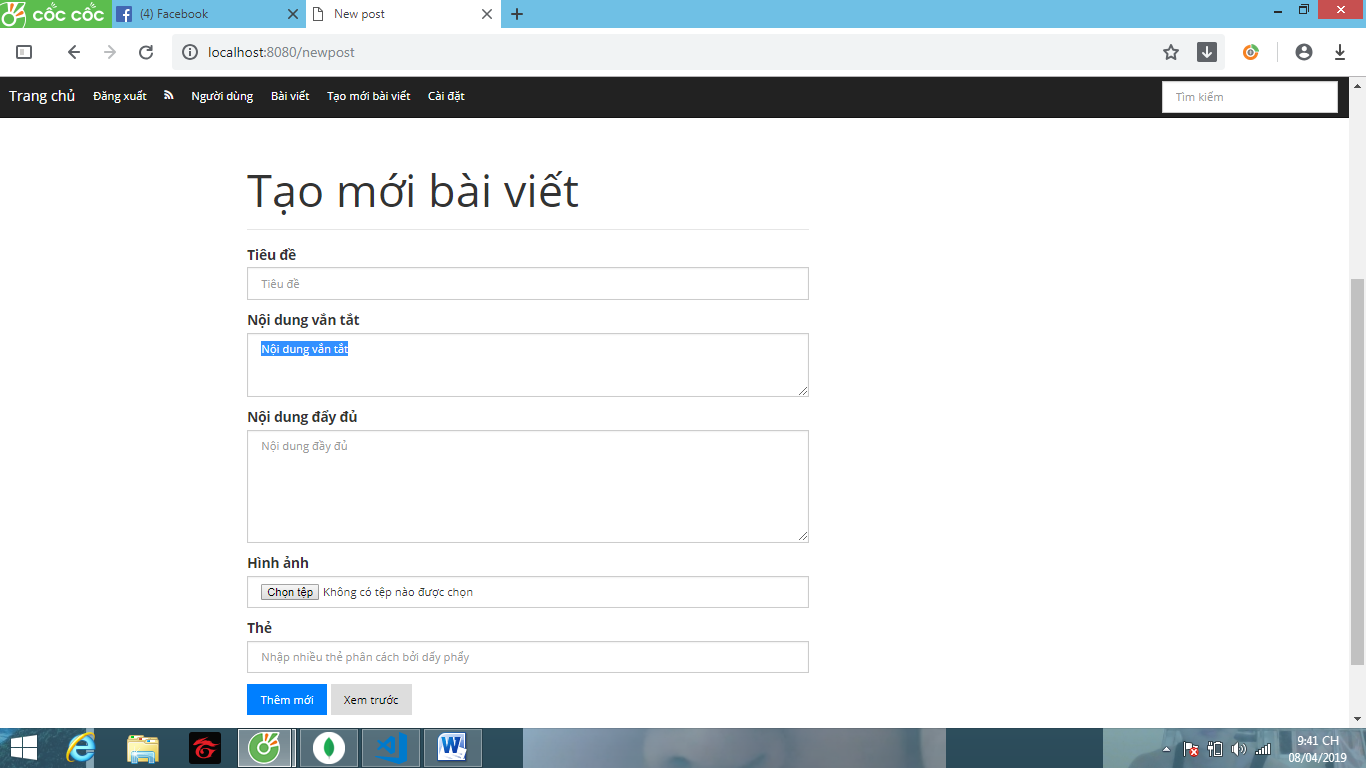 cốc cốc
(4) Facebook
New post
localhost:8080/newpost
Trang chủ Đăng xuất Người dùng Bài viết Tạo mới bài viết Cài đặt Tìm kiếm
Tạo mới bài viết
Tiêu đề
Tiêu đề
Nội dung vắn tắt
Nội dung vắn tắt
Nội dung đẩy đủ
Nội dung đầy đủ
Hình ảnh
Chọn tệp Không có tệp nào được chọn
Thẻ
Nhập nhiều thẻ phân cách bởi dấy phẩy
Thêm mới Xem trước
9:41 CH
08/04/2019